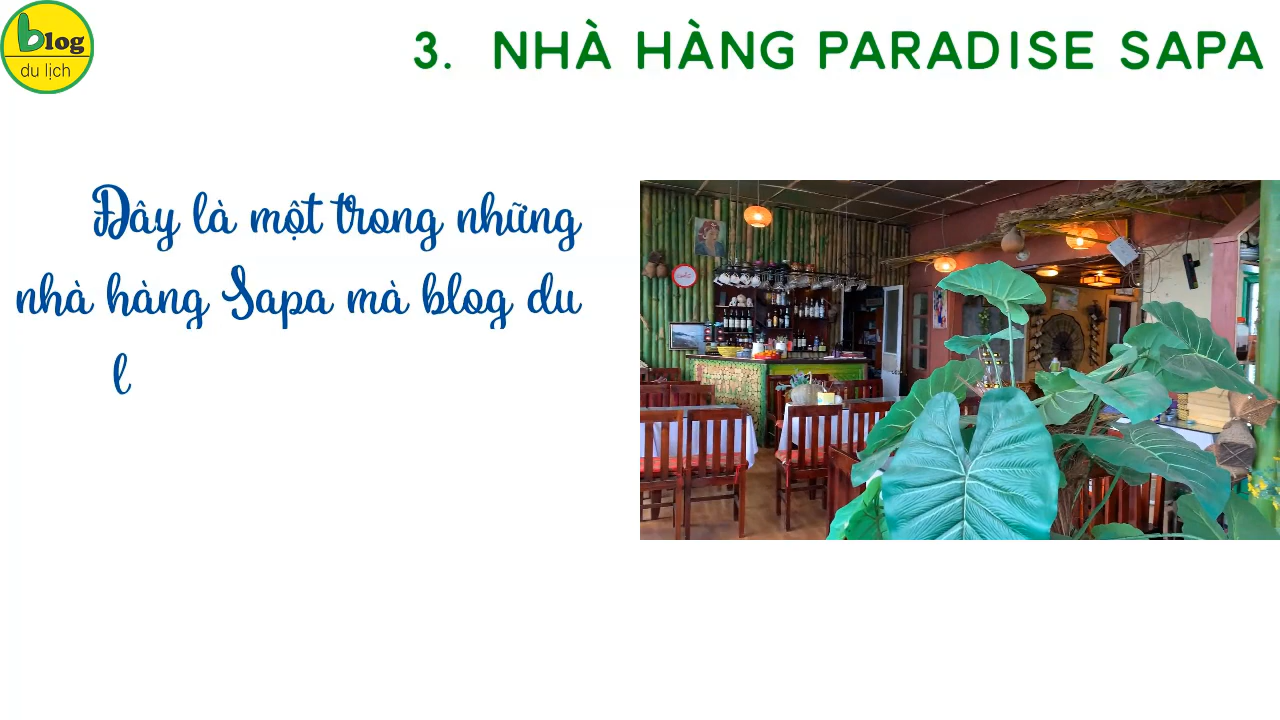 blog
du lịch
3. NHÀ HÀNG PARADISE SAPA
Đây là một trong những
nhà hàng Sapa mà blog du
l